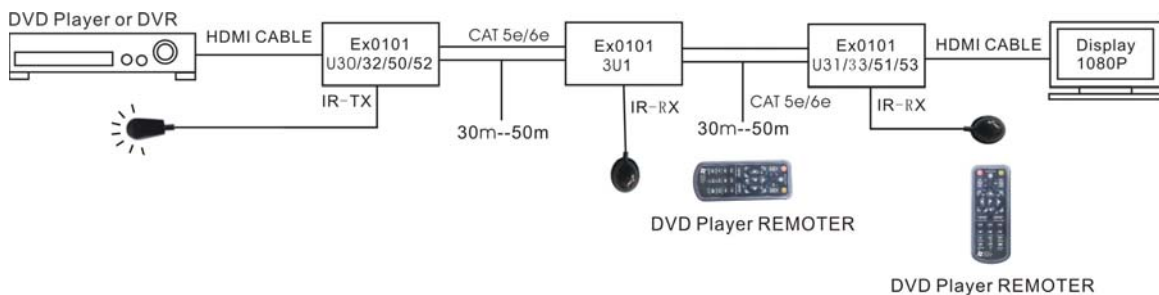 DVD Player or DVR
HDMI CABLE
Ex0101
U30/32/50/52
CAT 5e/6e
Ex0101
3U1
Ex0101
U31/33/51/53
HDMI CABLE
Display
1080P
IR-TX
30m--50m
IR-RX
CAT 5e/6e
30m--50m
IR-RX
DVD Player REMOTER
DVD Player REMOTER